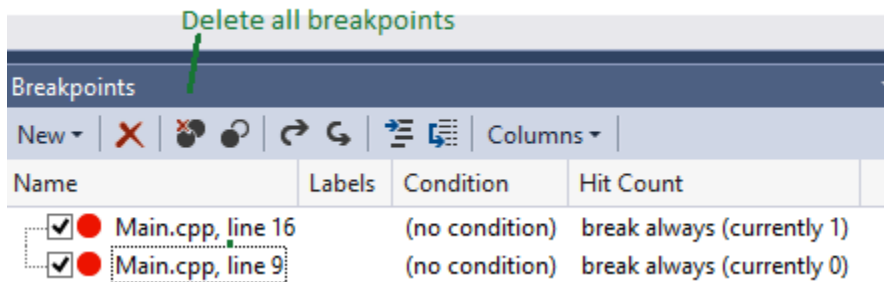 Delete all breakpoints
Breakpoints
New Columns
Name Labels Condition Hit Count
Main.cpp, line 16 (no condition) break always (currently 1)
Main.cpp, line 9 (no condition) break always (currently 0)